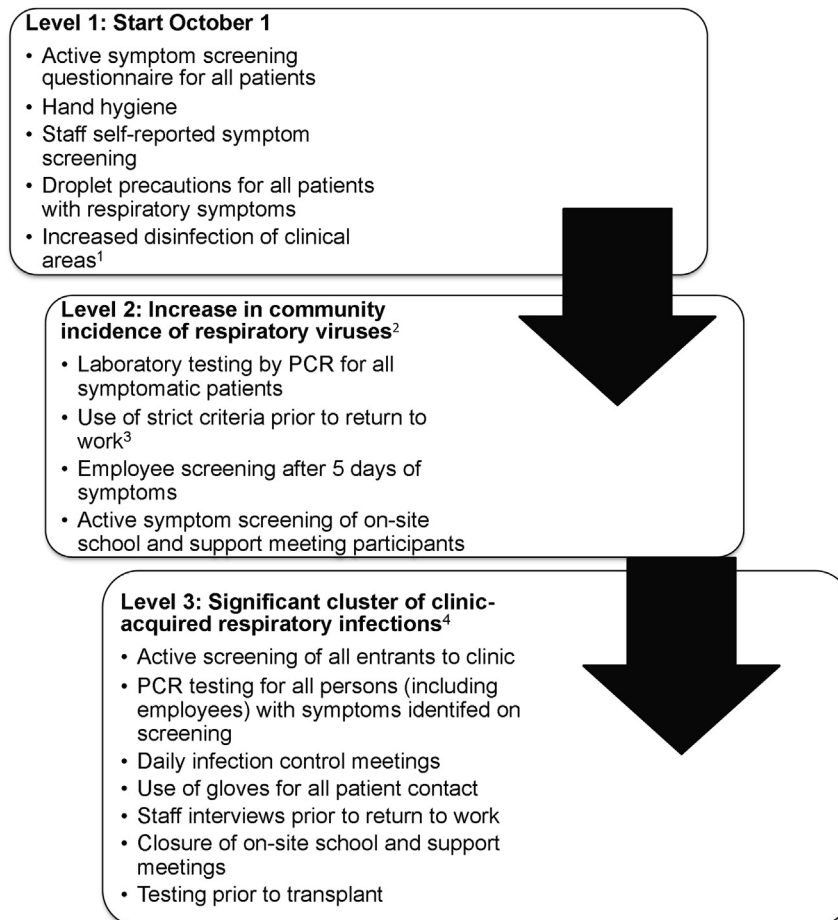 Level 1: Start October 1
• Active symptom screening
questionnaire for all patients
• Hand hygiene
• Staff self-reported symptom
screening
• Droplet precautions for all patients
with respiratory symptoms
• Increased disinfection of clinical
areas¹
Level 2: Increase in community
incidence of respiratory viruses²
• Laboratory testing by PCR for all
symptomatic patients
• Use of strict criteria prior to return to
work³
• Employee screening after 5 days of
symptoms
• Active symptom screening of on-site
school and support meeting participants
Level 3: Significant cluster of clinic-
acquired respiratory infections⁴
• Active screening of all entrants to clinic
• PCR testing for all persons (including
employees) with symptoms identifed on
screening
• Daily infection control meetings
• Use of gloves for all patient contact
• Staff interviews prior to return to work
• Closure of on-site school and support
meetings
• Testing prior to transplant